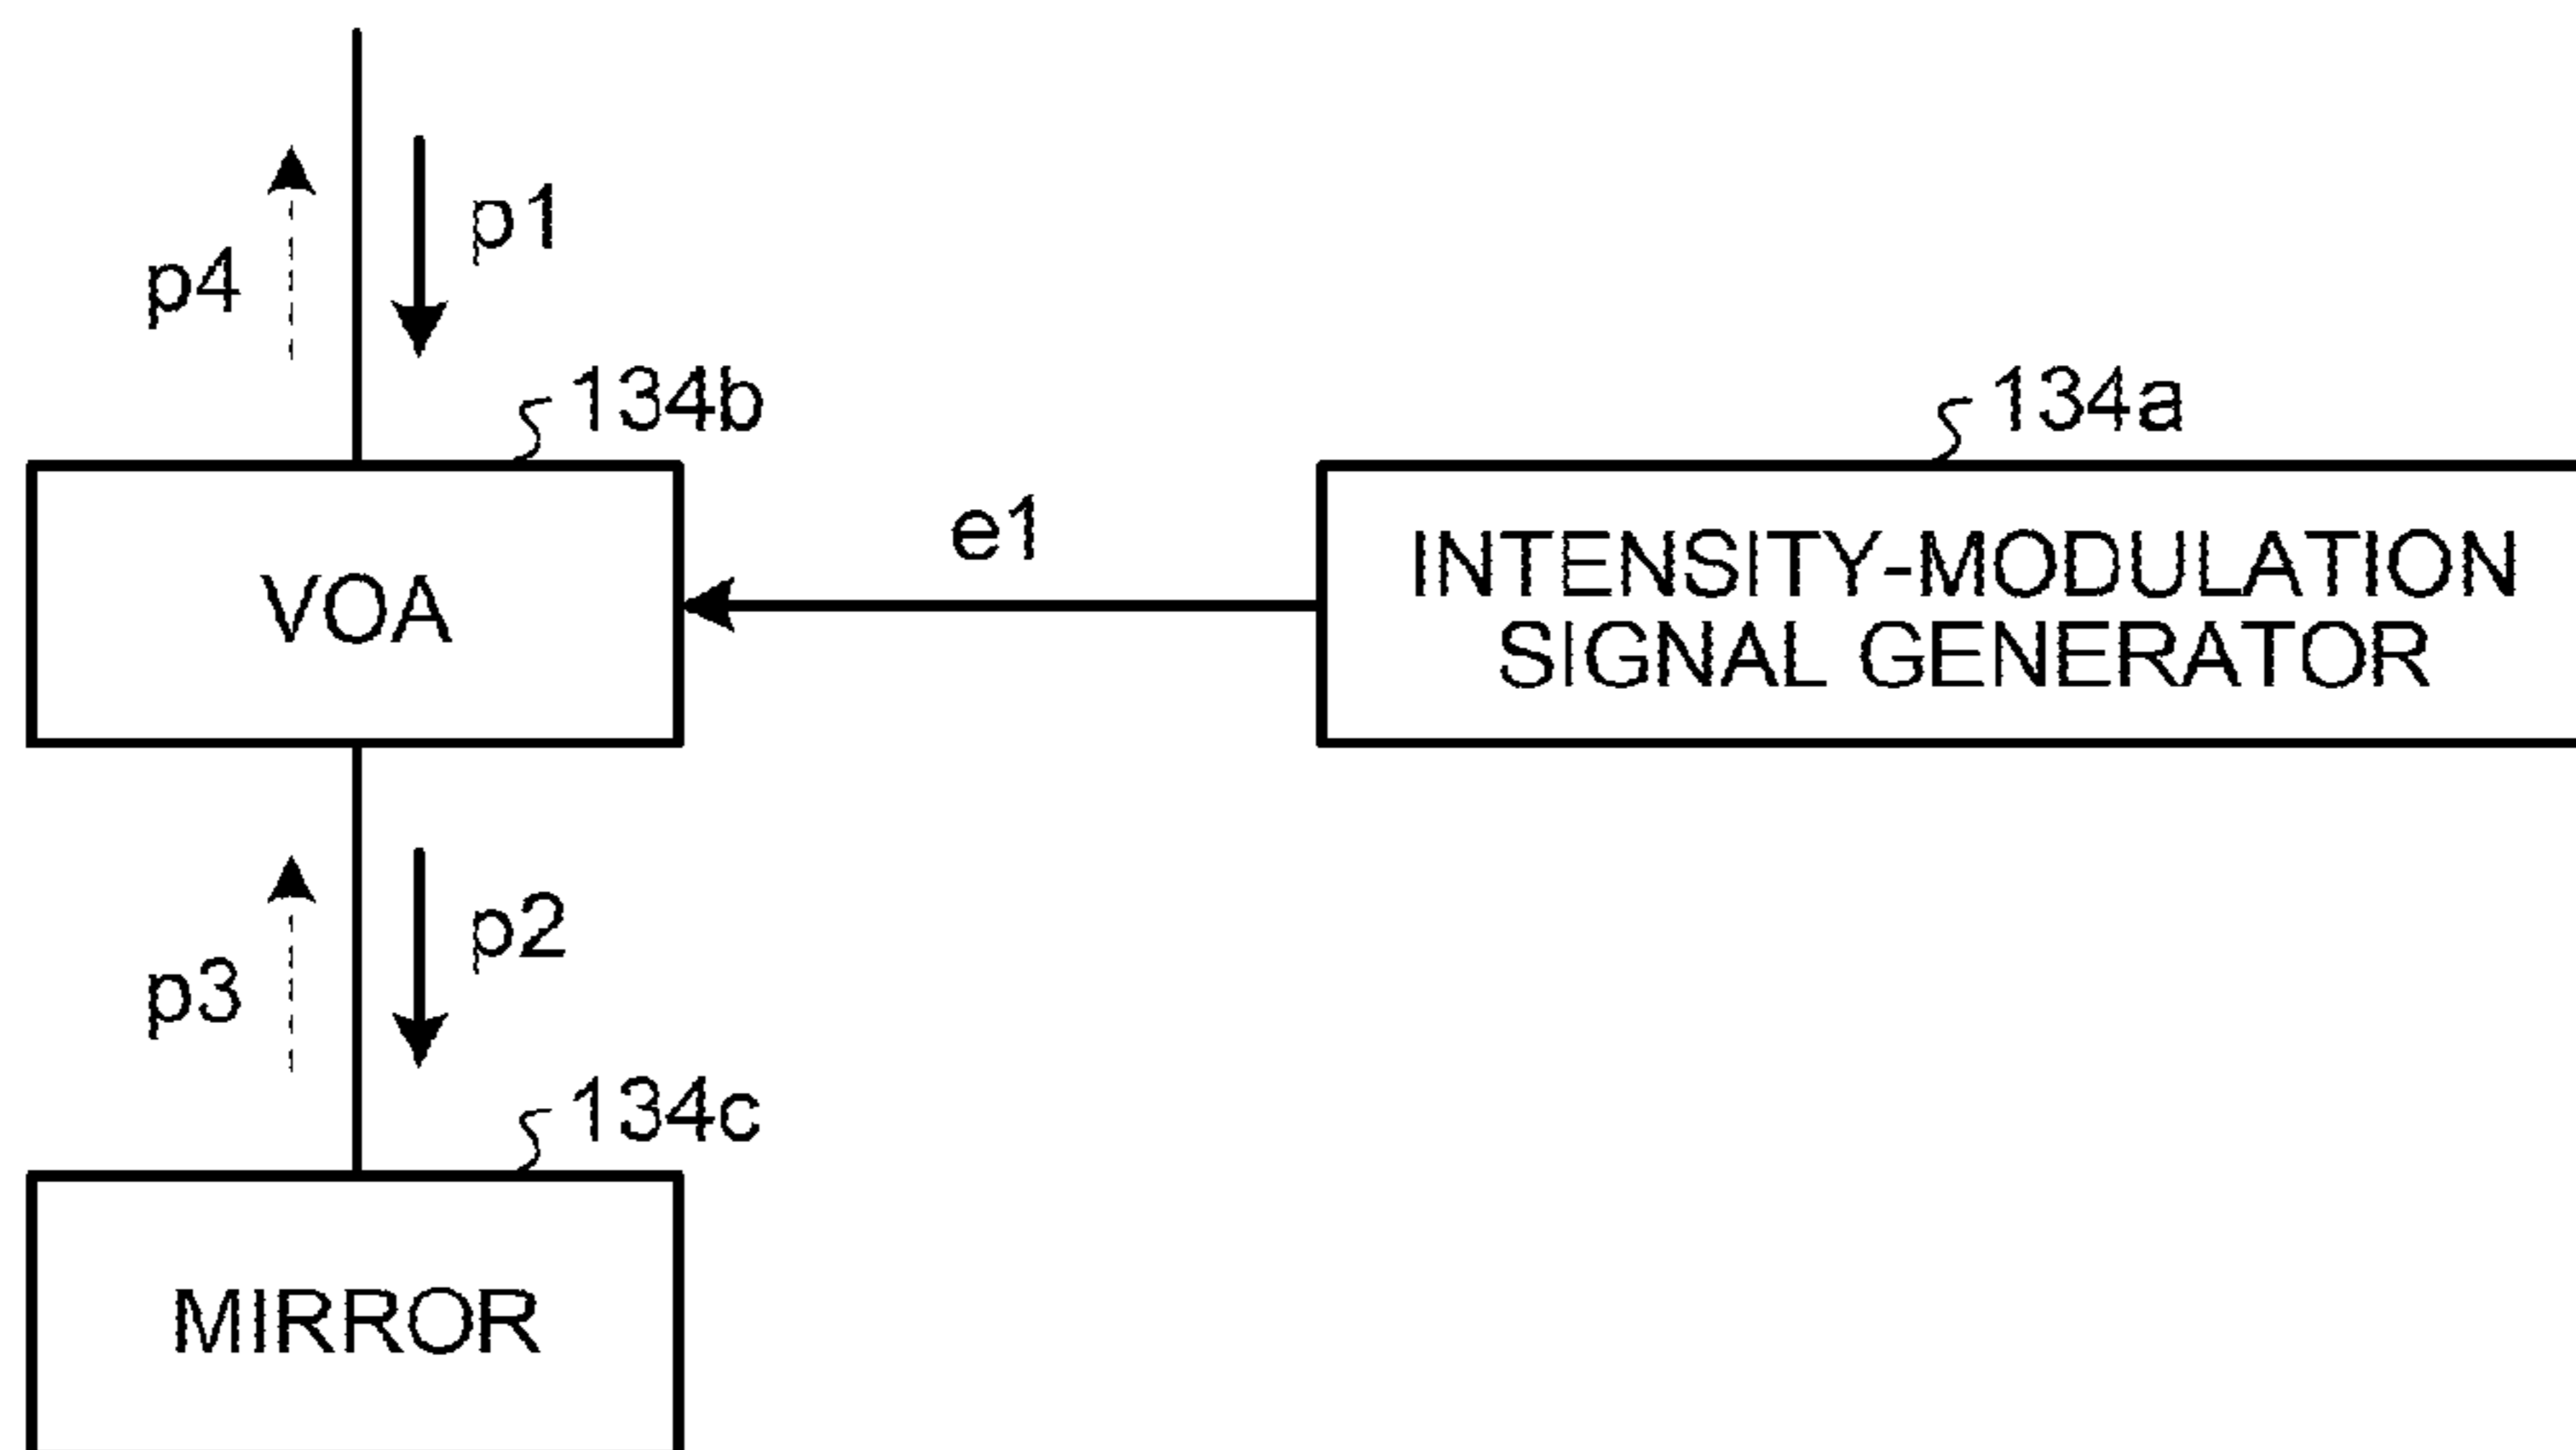 p1
p4
134b
134a
VOA
e1
INTENSITY-MODULATION
SIGNAL GENERATOR
p2
p3
134c
MIRROR